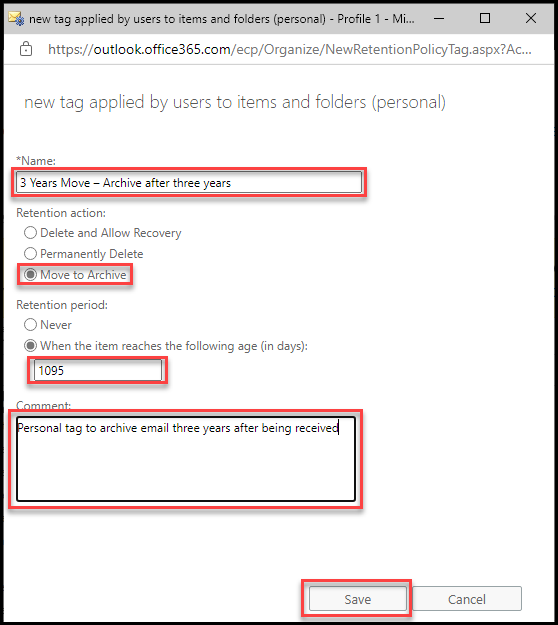 new tag applied by users to items and folders (personal) - Profile 1 - Mi...
https://outlook.office365.com/ecp/Organize/NewRetentionPolicyTag.aspx?Ac...
new tag applied by users to items and folders (personal)
*Name:
3 Years Move – Archive after three years
Retention action:
Delete and Allow Recovery
Permanently Delete
Move to Archive
Retention period:
Never
When the item reaches the following age (in days):
1095
Comment:
Personal tag to archive email three years after being received
Save Cancel